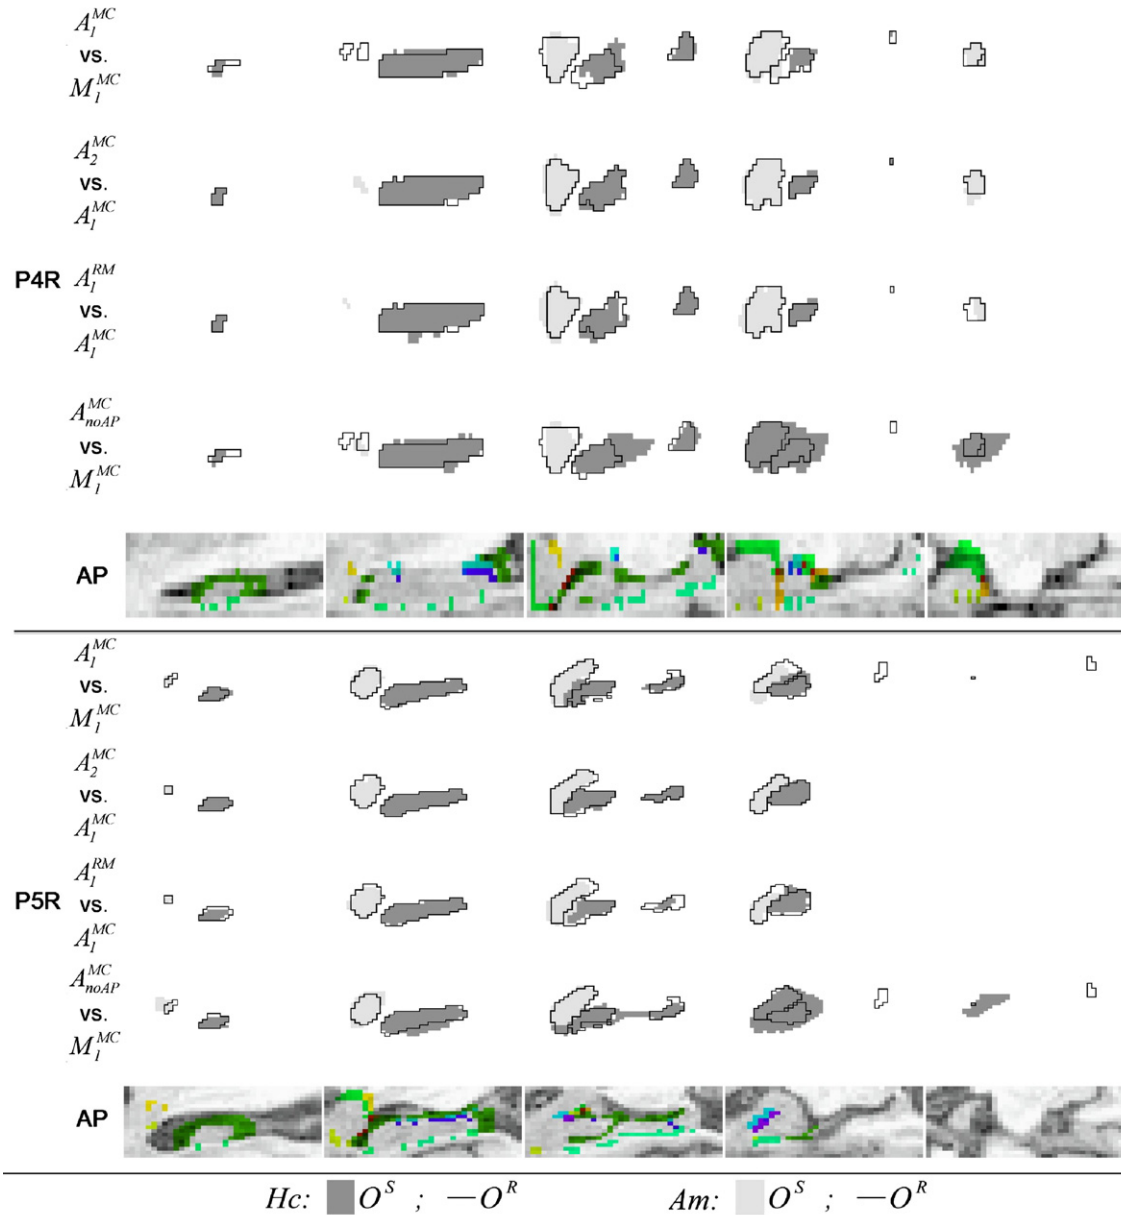 A₁ᴹᶜ
vs.
M₁ᴹᶜ
A₂ᴹᶜ
vs.
A₁ᴹᶜ
P4R A₁ᴿᴹ
vs.
A₁ᴹᶜ
Aₙₒₐₚᴹᶜ
vs.
M₁ᴹᶜ
AP
A₁ᴹᶜ
vs.
M₁ᴹᶜ
A₂ᴹᶜ
vs.
A₁ᴹᶜ
A₁ᴿᴹ
P5R vs.
A₁ᴹᶜ
Aₙₒₐₚᴹᶜ
vs.
M₁ᴹᶜ
AP
Hc: Oˢ ; —Oᴿ Am: Oˢ ; —Oᴿ